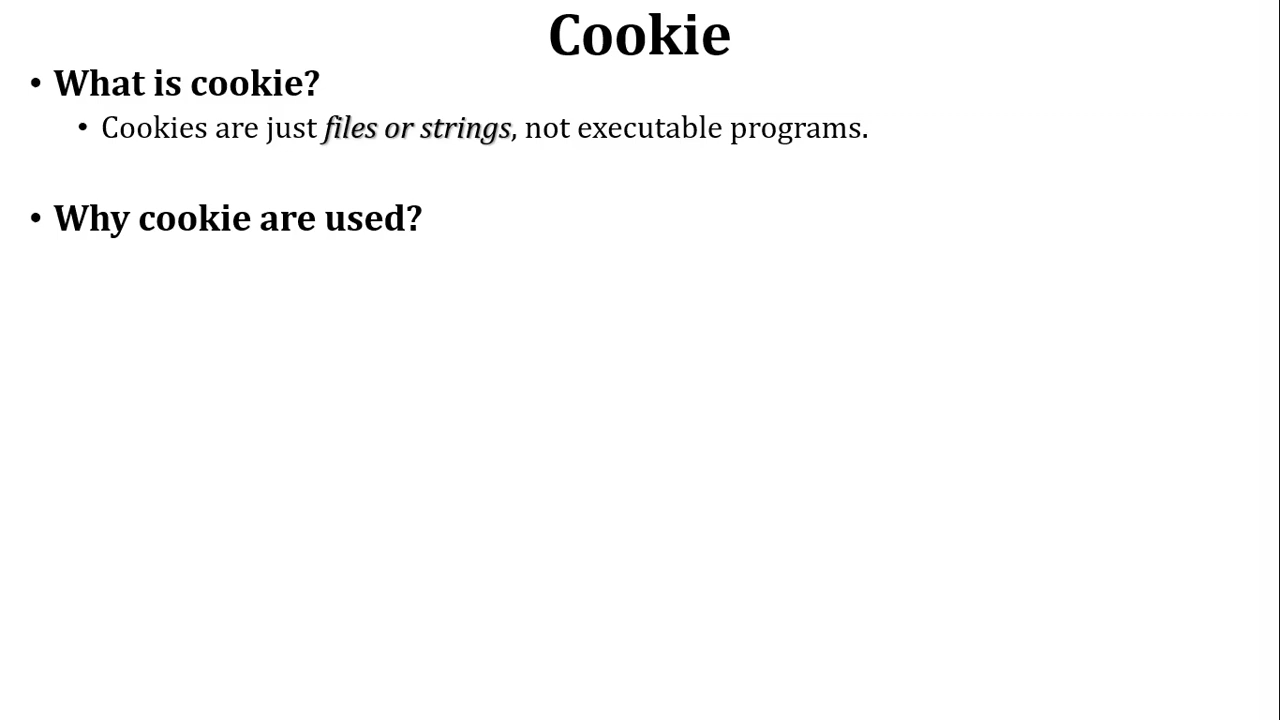 Cookie
• What is cookie?
• Cookies are just files or strings, not executable programs.
• Why cookie are used?